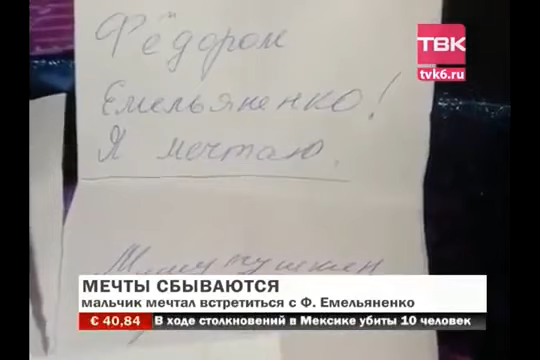 Фёдором
Емельяненко!
Я мечтаю.
ТВК
tvk6.ru
МЕЧТЫ СБЫВАЮТСЯ
мальчик мечтал встретиться с Ф. Емельяненко
€ 40,84
В ходе столкновений в Мексике убиты 10 человек